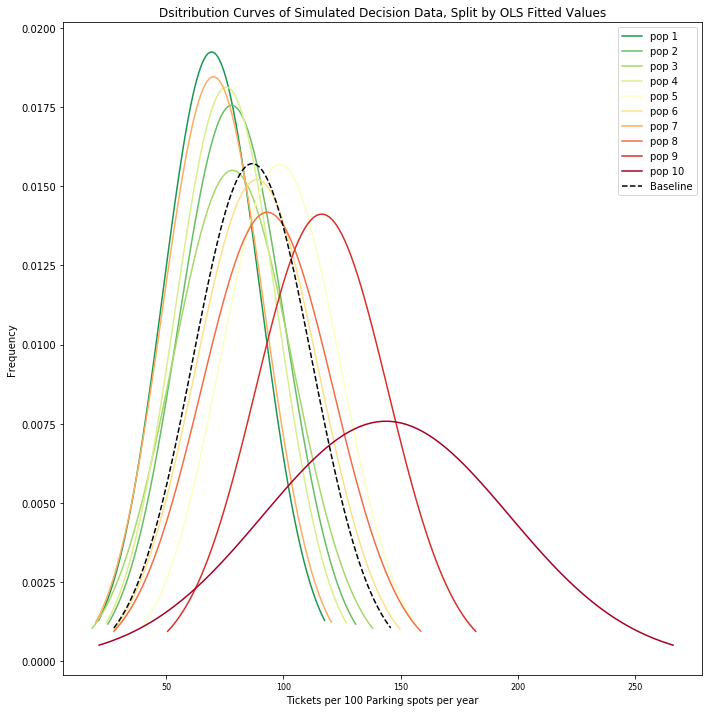 Dsitribution Curves of Simulated Decision Data, Split by OLS Fitted Values
pop 1
pop 2
pop 3
pop 4
pop 5
pop 6
pop 7
pop 8
pop 9
pop 10
Baseline
Frequency
0.0200
0.0175
0.0150
0.0125
0.0100
0.0075
0.0050
0.0025
0.0000
50
100
150
200
250
Tickets per 100 Parking spots per year